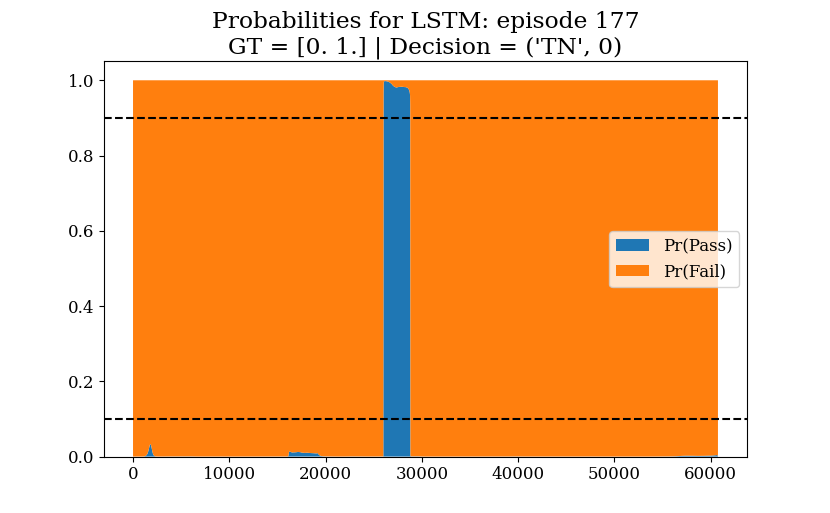 Probabilities for LSTM: episode 177
GT = [0. 1.] | Decision = ('TN', 0)
1.0
0.8
0.6
0.4
0.2
0.0
Pr(Pass)
Pr(Fail)
0 10000 20000 30000 40000 50000 60000